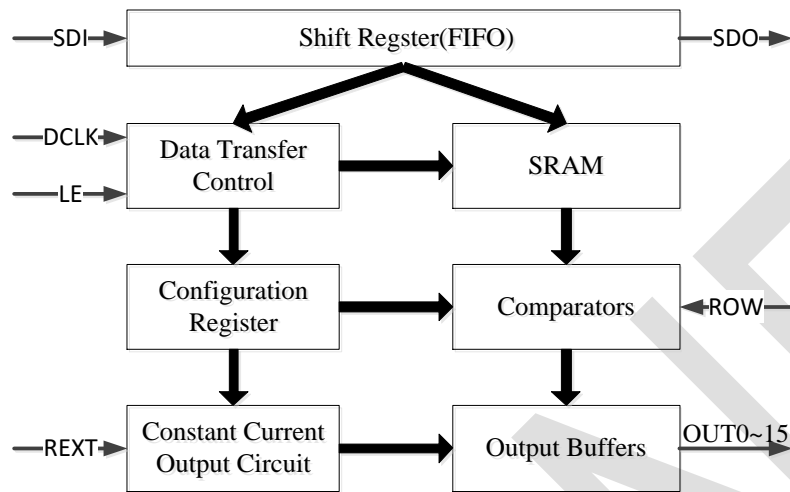 SDI
Shift Regster(FIFO)
SDO
DCLK
LE
Data Transfer
Control
SRAM
Configuration
Register
Comparators
ROW
REXT
Constant Current
Output Circuit
Output Buffers
OUT0~15